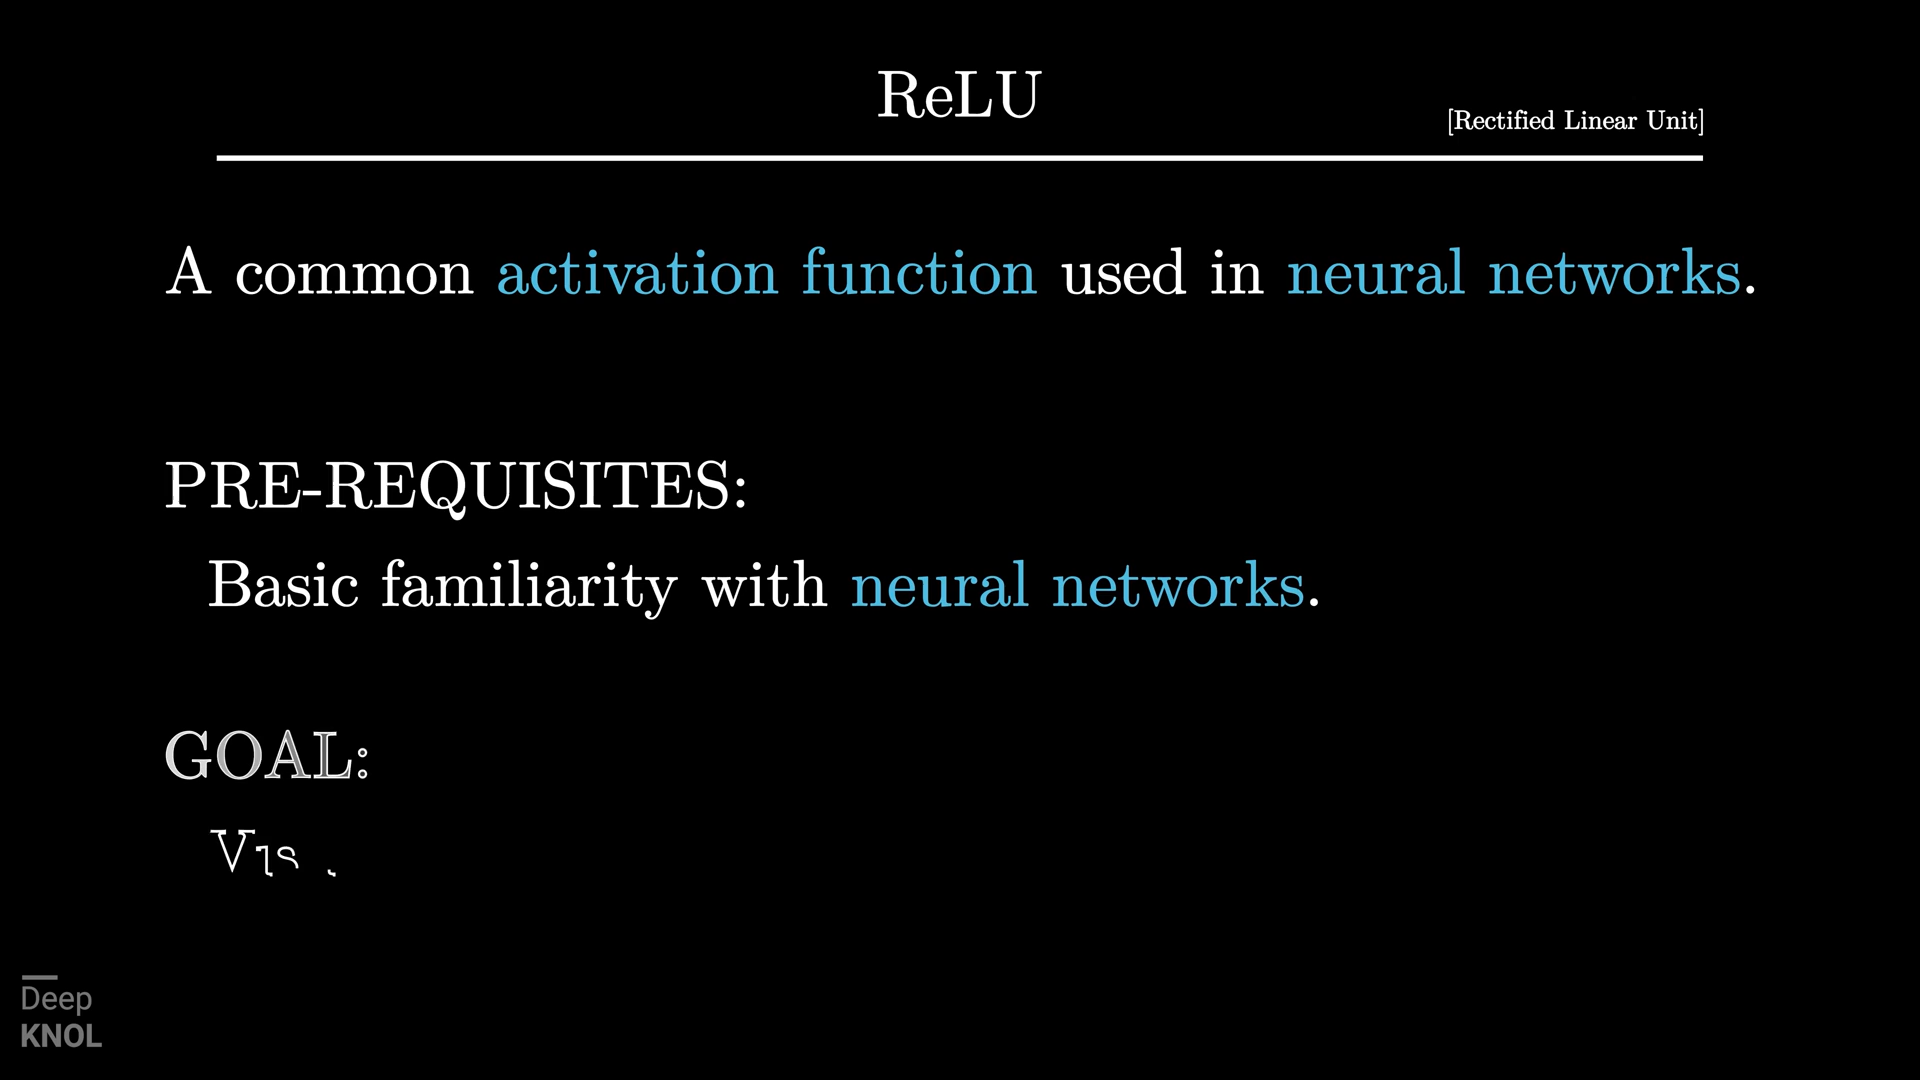 ReLU
[Rectified Linear Unit]
A common activation function used in neural networks.
PRE-REQUISITES:
Basic familiarity with neural networks.
GOAL:
Deep
KNOL